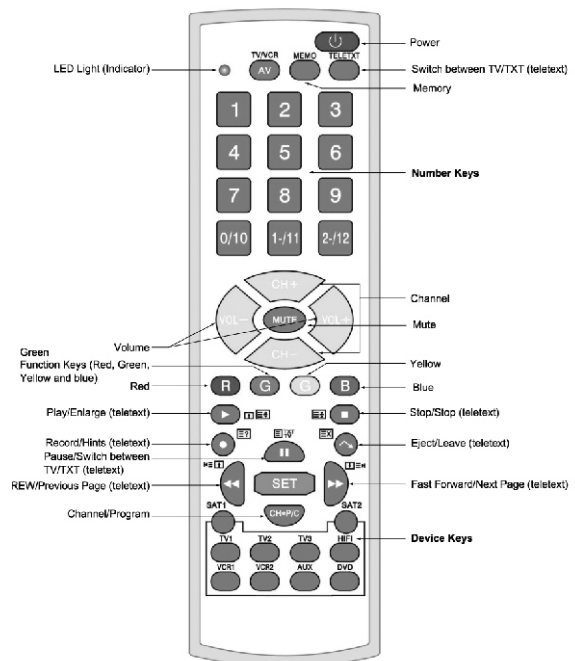 Power
TV/VCR
MEMO
TELETXT
LED Light (Indicator)
AV
Switch between TV/TXT (teletext)
Memory
1 2 3
4 5 6
Number Keys
7 8 9
0/10 1-/11 2-/12
CH+
Channel
VOL- MUTE VOL+
Mute
Volume
CH-
Green
Function Keys (Red, Green,
Yellow and blue)
Yellow
Red
R G G B
Blue
Play/Enlarge (teletext)
Stop/Stop (teletext)
Record/Hints (teletext)
Eject/Leave (teletext)
Pause/Switch between
TV/TXT (teletext)
REW/Previous Page (teletext)
SET
Fast Forward/Next Page (teletext)
Channel/Program
SAT1
CH•P/C
SAT2
TV1 TV2 TV3 HIFI
Device Keys
VCR1 VCR2 AUX DVD